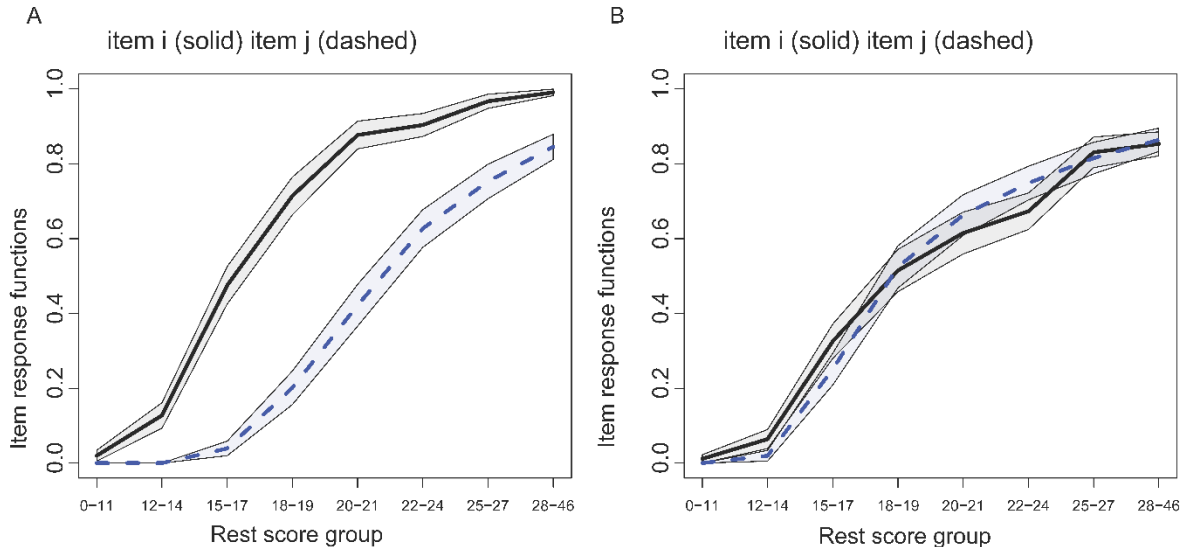 A
item i (solid) item j (dashed)
Item response functions
1.0
0.8
0.6
0.4
0.2
0.0
0–11 12–14 15–17 18–19 20–21 22–24 25–27 28–46
Rest score group
B
item i (solid) item j (dashed)
Item response functions
1.0
0.8
0.6
0.4
0.2
0.0
0–11 12–14 15–17 18–19 20–21 22–24 25–27 28–46
Rest score group